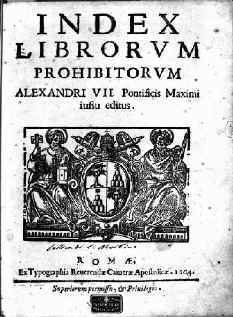 INDEX
LIBRORVM
PROHIBITORVM
ALEXANDRI VII Pontificis Maximi
iussu editus.
ROMÆ,
Ex Typographia Reuerendæ Cameræ Apostolicæ. 1664.
Superiorum permissu, & Priuilegio.